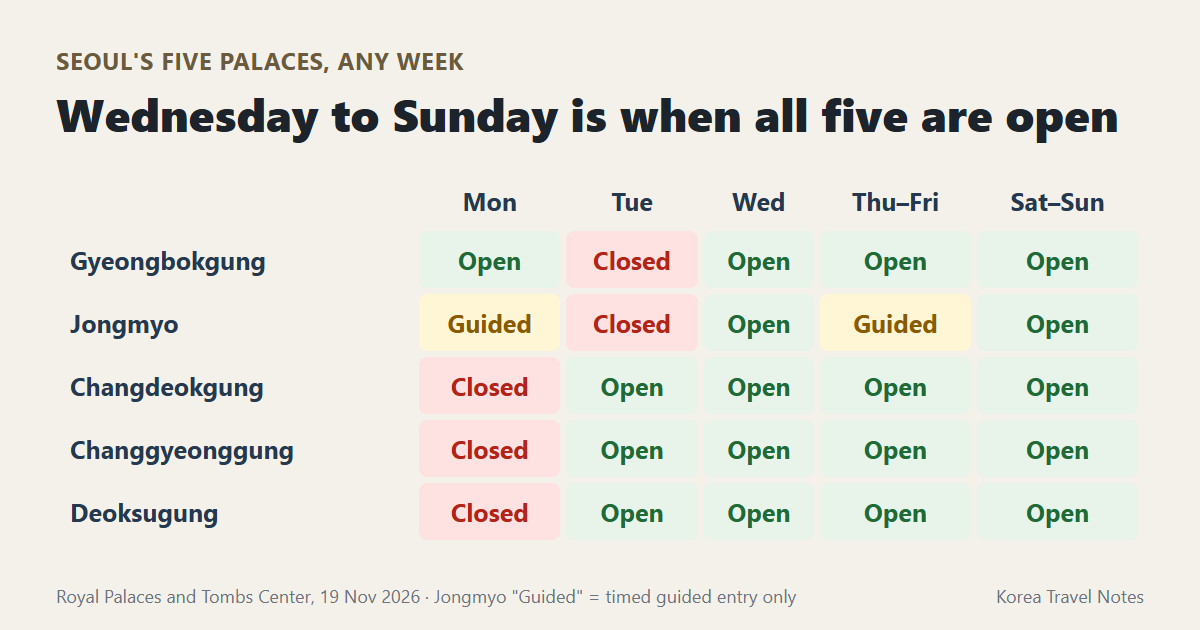 SEOUL'S FIVE PALACES, ANY WEEK
Wednesday to Sunday is when all five are open
Mon Tue Wed Thu–Fri Sat–Sun
Gyeongbokgung Open Closed Open Open Open
Jongmyo Guided Closed Open Guided Open
Changdeokgung Closed Open Open Open Open
Changgyeonggung Closed Open Open Open Open
Deoksugung Closed Open Open Open Open
Royal Palaces and Tombs Center, 19 Nov 2026 · Jongmyo "Guided" = timed guided entry only
Korea Travel Notes